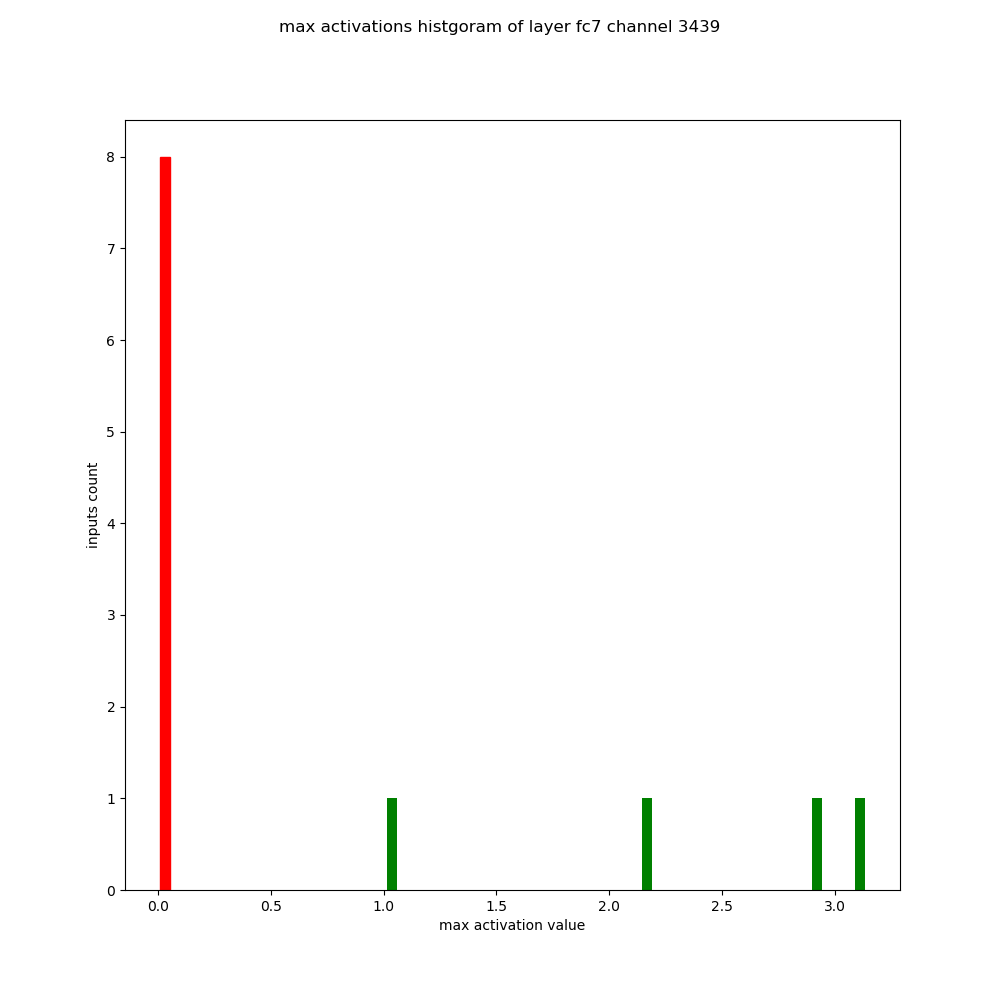 max activations histgoram of layer fc7 channel 3439
8
7
6
5
4
3
2
1
0
inputs count
0.0 0.5 1.0 1.5 2.0 2.5 3.0
max activation value